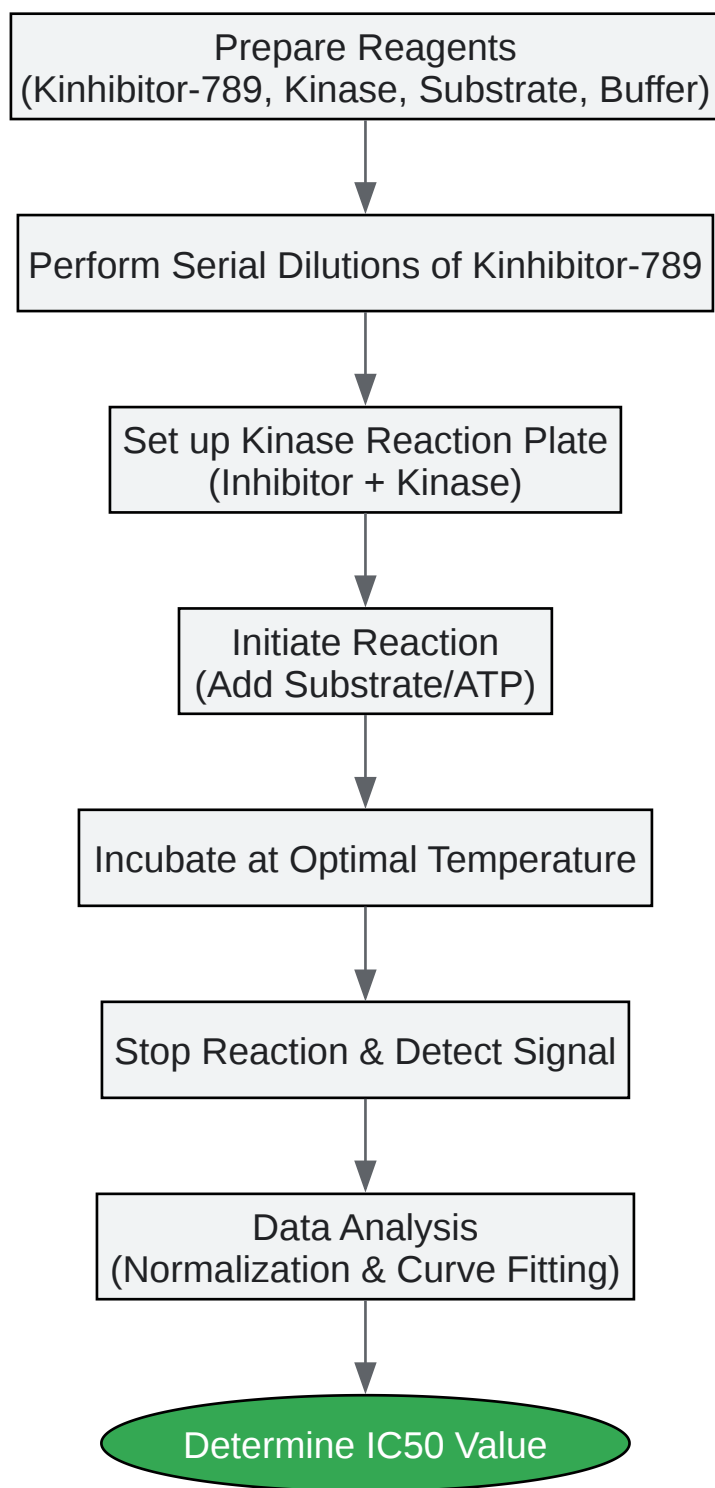 Prepare Reagents
(Kinhibitor-789, Kinase, Substrate, Buffer)
Perform Serial Dilutions of Kinhibitor-789
Set up Kinase Reaction Plate
(Inhibitor + Kinase)
Initiate Reaction
(Add Substrate/ATP)
Incubate at Optimal Temperature
Stop Reaction & Detect Signal
Data Analysis
(Normalization & Curve Fitting)
Determine IC50 Value